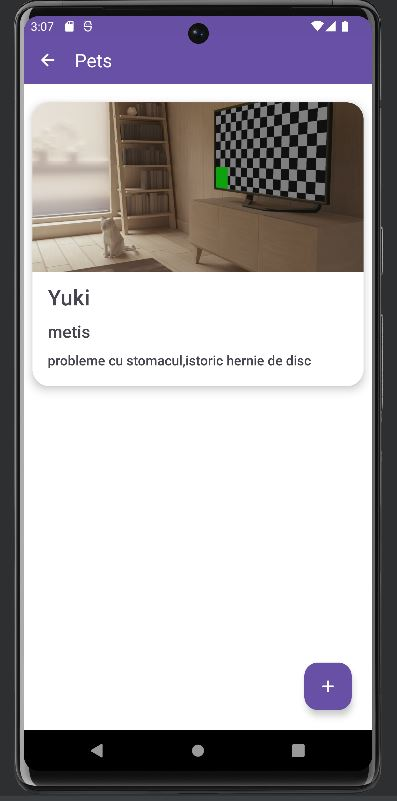 3:07
Pets
Yuki
metis
probleme cu stomacul,istoric hernie de disc
+